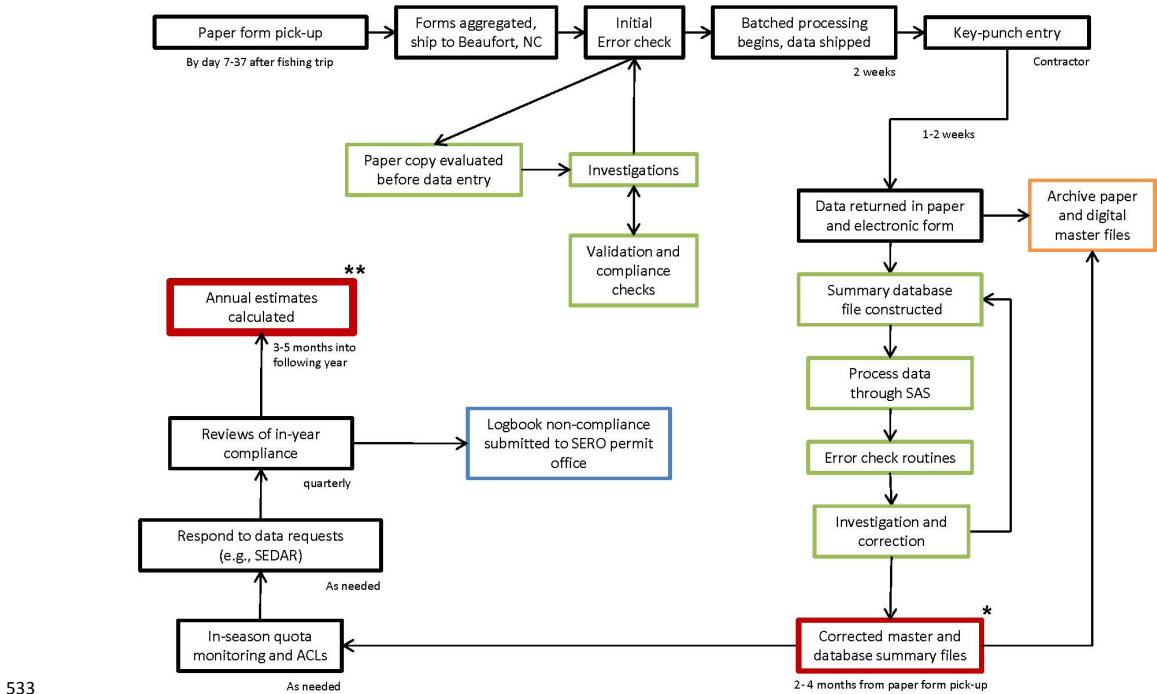 Paper form pick-up
By day 7-37 after fishing trip
Forms aggregated,
ship to Beaufort, NC
Initial
Error check
Batched processing
begins, data shipped
2 weeks
Key-punch entry
Contractor
1-2 weeks
Paper copy evaluated
before data entry
Investigations
Validation and
compliance
checks
Data returned in paper
and electronic form
Archive paper
and digital
master files
**
Annual estimates
calculated
3-5 months into
following year
Summary database
file constructed
Process data
through SAS
Reviews of in-year
compliance
quarterly
Logbook non-compliance
submitted to SERO permit
office
Error check routines
Investigation and
correction
Respond to data requests
(e.g., SEDAR)
As needed
In-season quota
monitoring and ACLs
As needed
*
Corrected master and
database summary files
2- 4 months from paper form pick-up
533